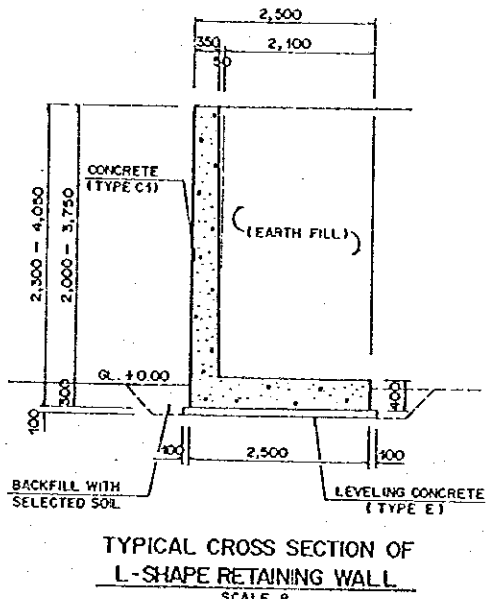 2,500
350
2,100
50
CONCRETE
(TYPE C1)
(EARTH FILL)
2,300 - 4,050
2,000 - 3,750
GL. ±0.00
300
100
400
100
2,500
100
BACKFILL WITH
SELECTED SOIL
LEVELING CONCRETE
(TYPE E)
TYPICAL CROSS SECTION OF
L-SHAPE RETAINING WALL
SCALE B